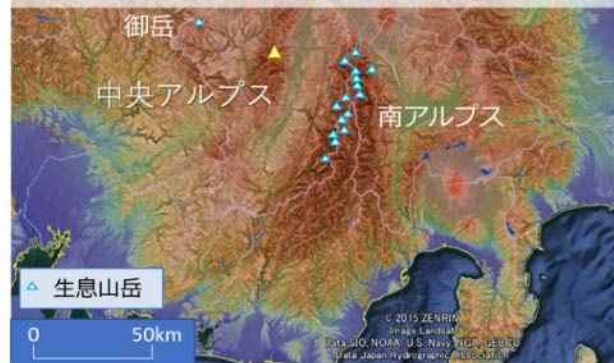 御岳
中央アルプス
南アルプス
生息山岳
0 50km
© 2015 ZENRIN
Image Landsat
Data SIO, NOAA, U.S. Navy, NGA, GEBCO
Data Japan Hydrographic Association